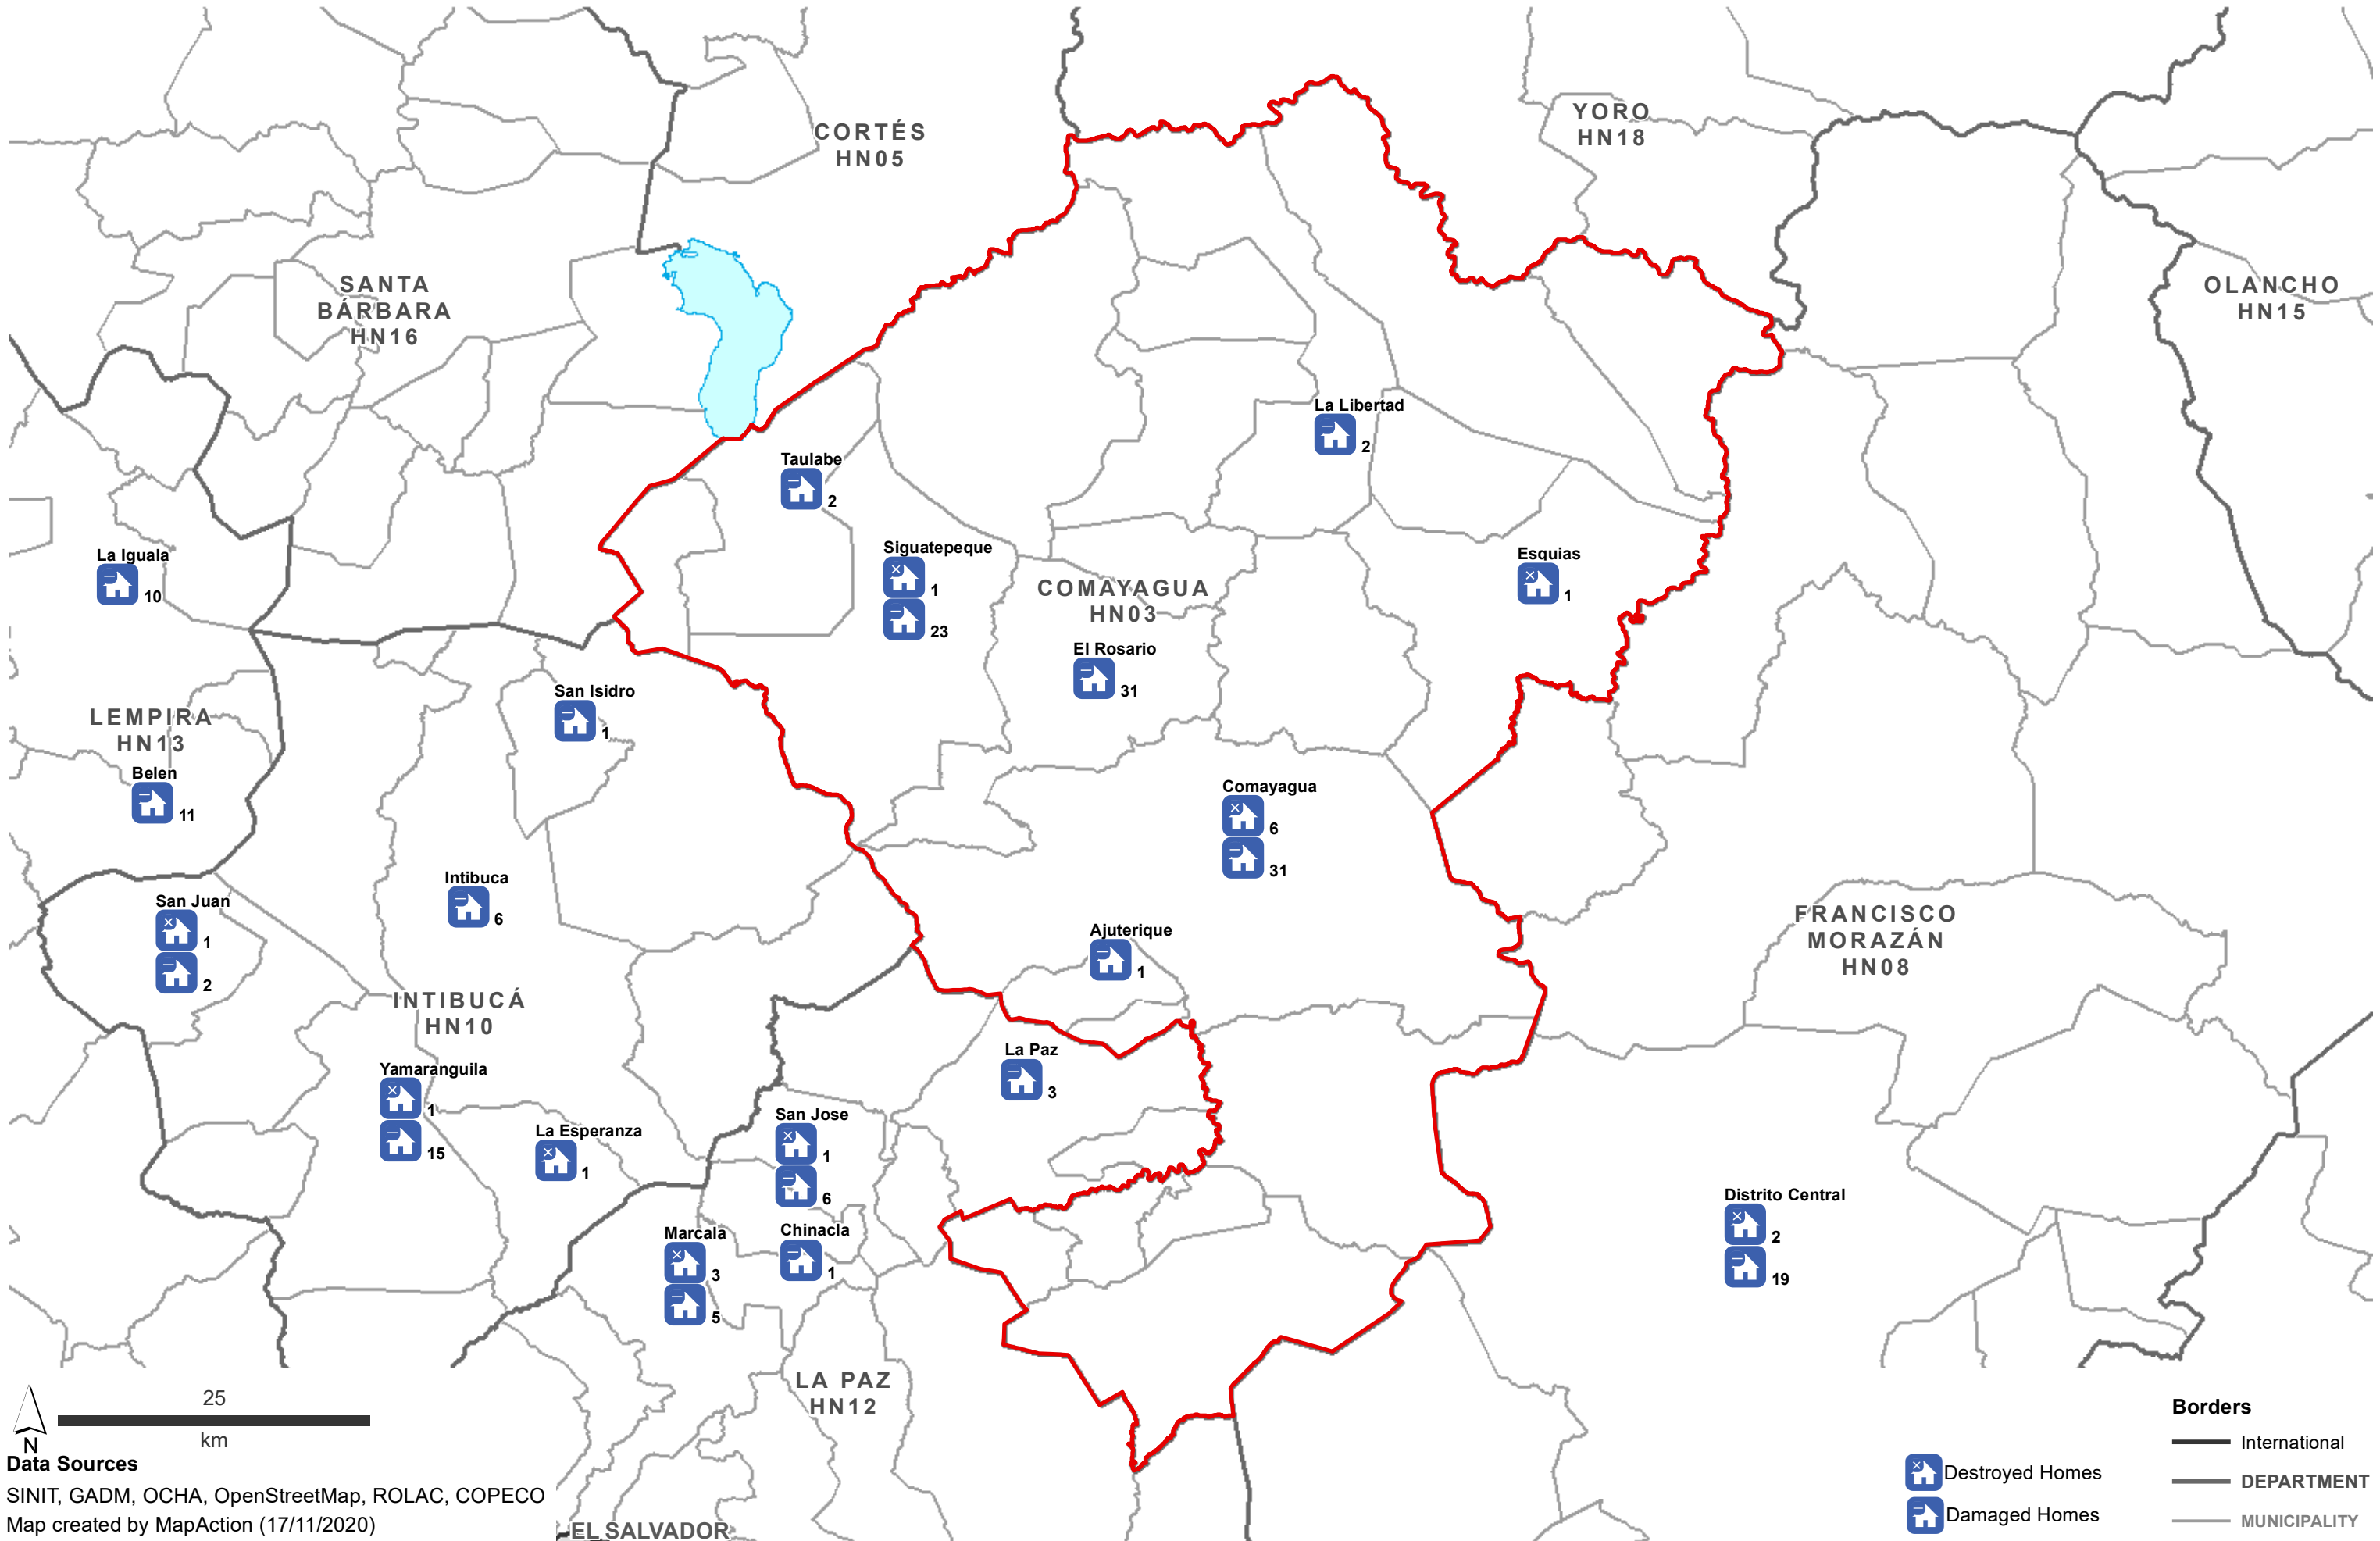 CORTÉS
HN05
YORO
HN18
SANTA
BÁRBARA
HN16
OLANCHO
HN15
La Libertad
2
Taulabe
2
La Iguala
10
Siguatepeque
1
23
COMAYAGUA
HN03
Esquias
1
El Rosario
31
San Isidro
1
LEMPIRA
HN13
Belen
11
Comayagua
6
31
Intibuca
6
San Juan
1
2
Ajuterique
1
FRANCISCO
MORAZÁN
HN08
INTIBUCÁ
HN10
La Paz
3
Yamaranguila
1
15
La Esperanza
1
San Jose
1
6
Distrito Central
2
19
Marcala
3
5
Chinacla
1
LA PAZ
HN12
EL SALVADOR
25
km
N
Data Sources
SINIT, GADM, OCHA, OpenStreetMap, ROLAC, COPECO
Map created by MapAction (17/11/2020)
Destroyed Homes
Damaged Homes
Borders
International
DEPARTMENT
MUNICIPALITY